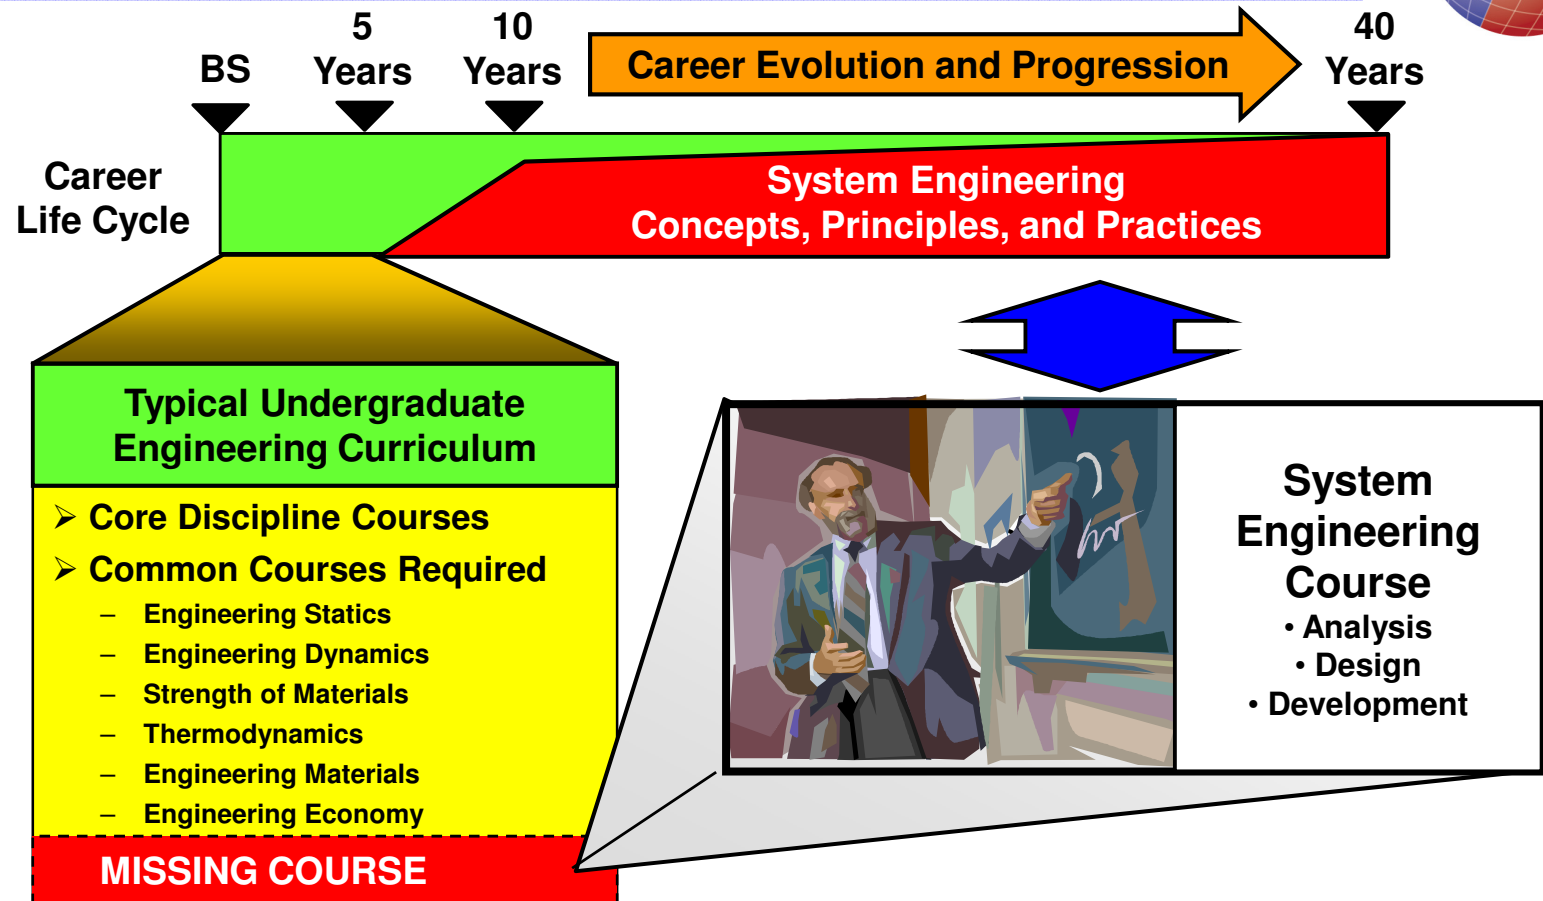 5
10
40
BS
Years
Years
Career Evolution and Progression
Years
Career
Life Cycle
System Engineering
Concepts, Principles, and Practices
Typical Undergraduate
Engineering Curriculum
➢ Core Discipline Courses
➢ Common Courses Required
– Engineering Statics
– Engineering Dynamics
– Strength of Materials
– Thermodynamics
– Engineering Materials
– Engineering Economy
MISSING COURSE
System
Engineering
Course
• Analysis
• Design
• Development